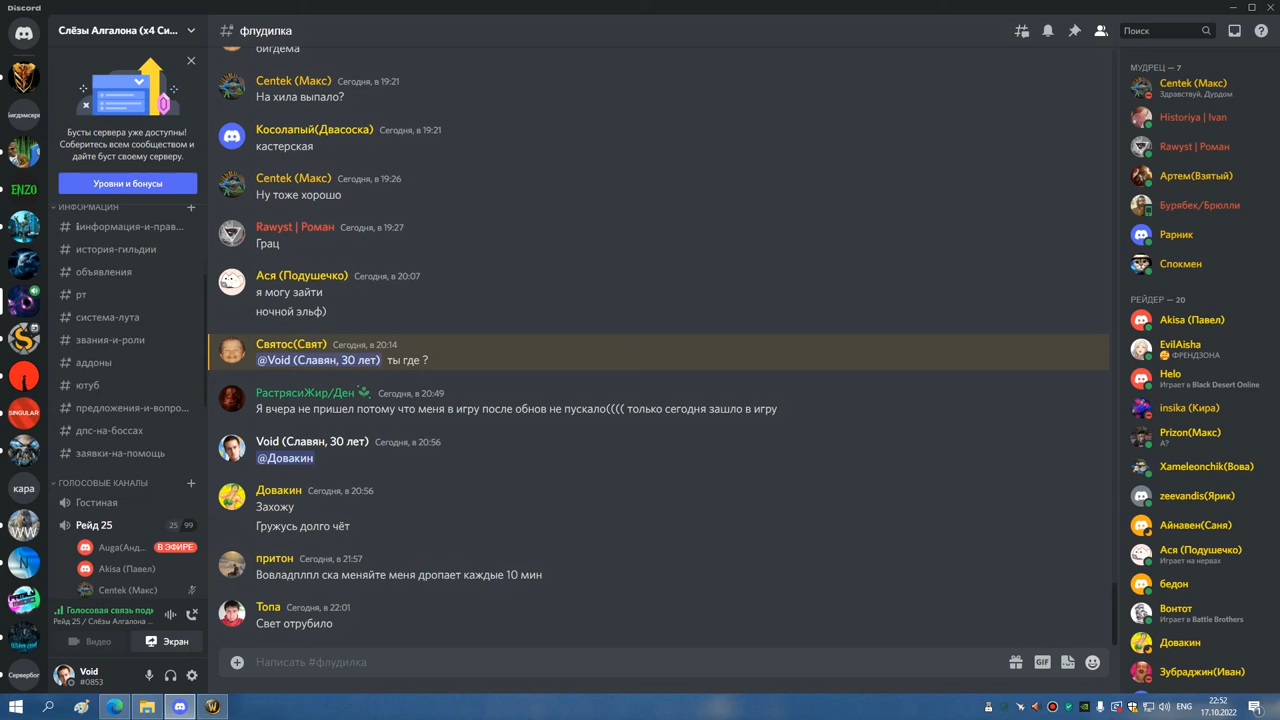 Discord
Слёзы Алгалона (x4 Си...
флудилка
Поиск
Бусты сервера уже доступны!
Соберитесь всем сообществом и
дайте буст своему серверу.
Уровни и бонусы
ИНФОРМАЦИЯ
информация-и-прав...
история-гильдии
объявления
рт
система-лута
звания-и-роли
аддоны
ютуб
предложения-и-вопро...
дпс-на-боссах
заявки-на-помощь
ГОЛОСОВЫЕ КАНАЛЫ
Гостиная
Рейд 25
25 99
Auga(Анд...
В ЭФИРЕ
Akisa (Павел)
Centek (Макс)
Голосовая связь подк
Рейд 25 / Слёзы Алгалона ...
Видео
Экран
Void
#0853
ENZO
SINGULAR
кара
WW
Сервербог
бигдема
Centek (Макс) Сегодня, в 19:21
На хила выпало?
Косолапый(Двасоска) Сегодня, в 19:21
кастерская
Centek (Макс) Сегодня, в 19:26
Ну тоже хорошо
Rawyst | Роман Сегодня, в 19:27
Грац
Ася (Подушечко) Сегодня, в 20:07
я могу зайти
ночной эльф)
Святос(Свят) Сегодня, в 20:14
@Void (Славян, 30 лет) ты где ?
РастрясиЖир/Ден Сегодня, в 20:49
Я вчера не пришел потому что меня в игру после обнов не пускало(((( только сегодня зашло в игру
Void (Славян, 30 лет) Сегодня, в 20:56
@Довакин
Довакин Сегодня, в 20:56
Захожу
Гружусь долго чёт
притон Сегодня, в 21:57
Вовладплпл ска меняйте меня дропает каждые 10 мин
Топа Сегодня, в 22:01
Свет отрубило
Написать #флудилка
GIF
МУДРЕЦ — 7
Centek (Макс)
Здравствуй, Дурдом
Historiya | Ivan
Rawyst | Роман
Артем(Взятый)
Бурябек/Брюлли
Рарник
Спокмен
РЕЙДЕР — 20
Akisa (Павел)
EvilAisha
ФРЕНДЗОНА
Helo
Играет в Black Desert Online
insika (Кира)
Prizon(Макс)
А?
Xameleonchik(Вова)
zeevandis(Ярик)
Айнавен(Саня)
Ася (Подушечко)
Играет на нервах
бедон
Вонтот
Играет в Battle Brothers
Довакин
Зубраджин(Иван)
ENG
22:52
17.10.2022